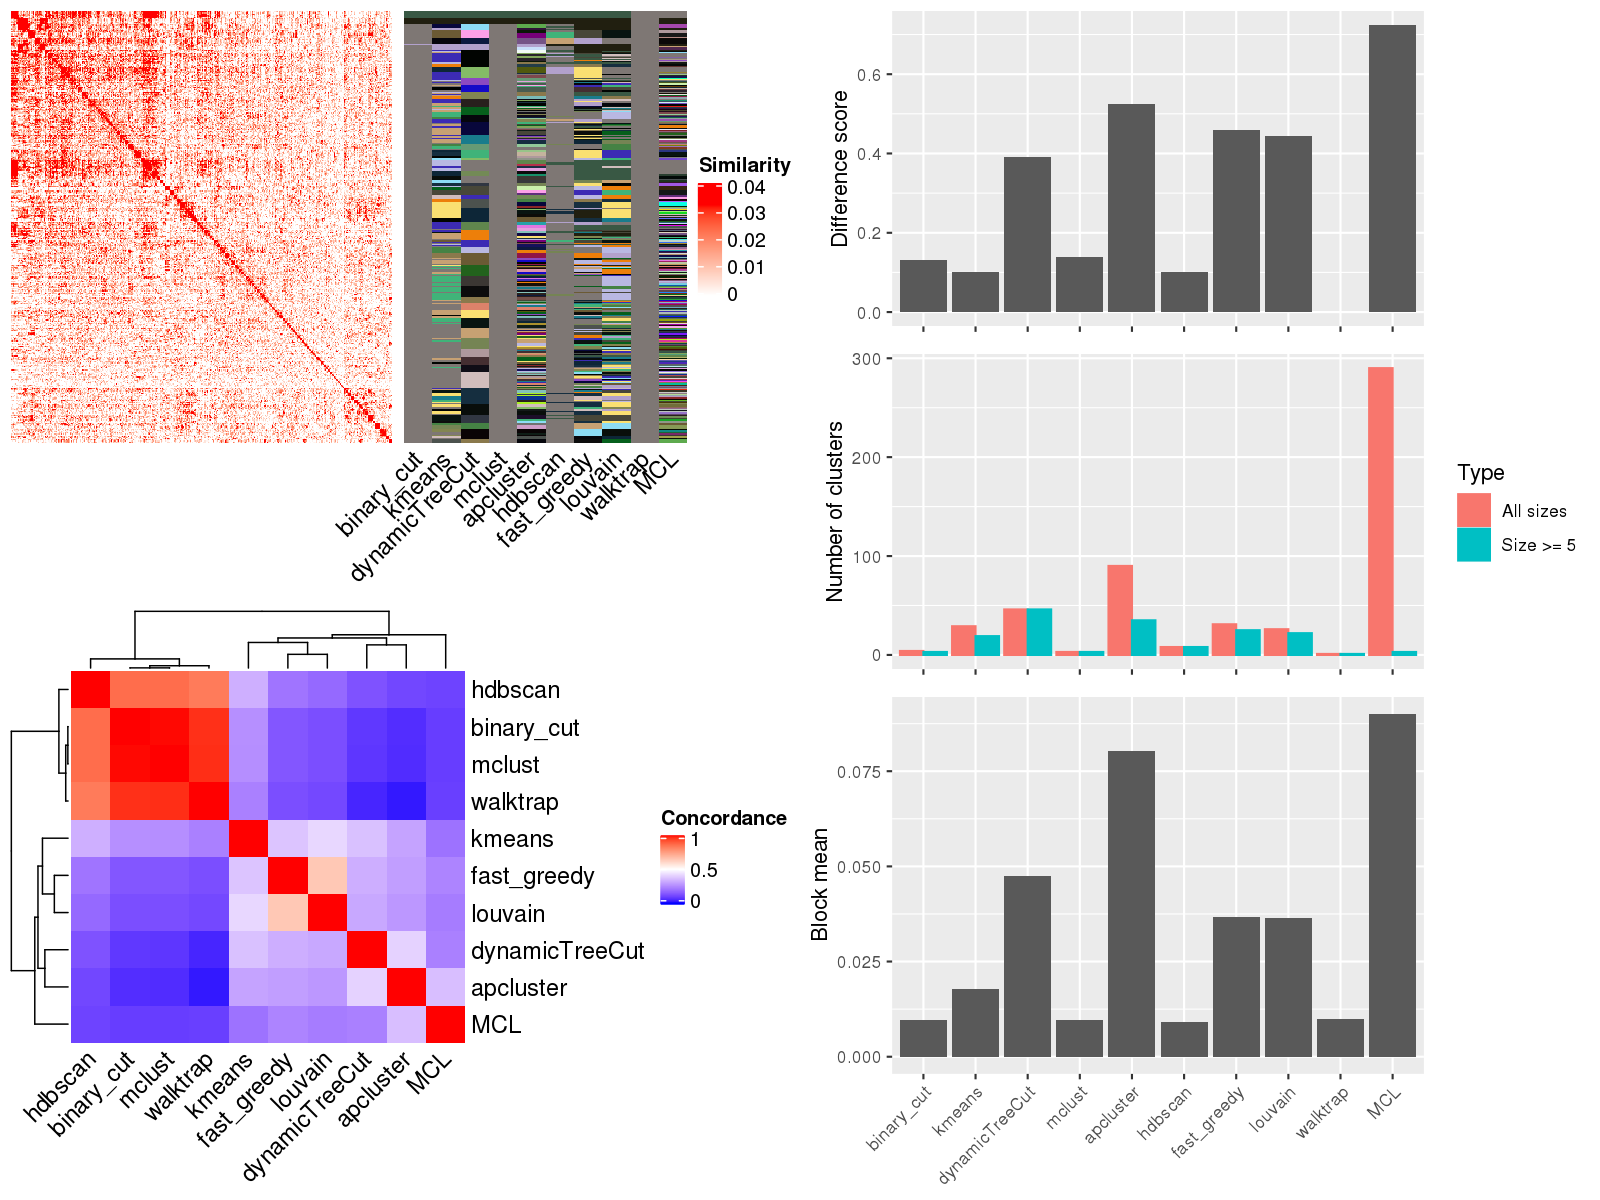 Similarity
0.04
0.03
0.02
0.01
0
binary_cut
kmeans
dynamicTreeCut
mclust
apcluster
hdbscan
fast_greedy
louvain
walktrap
MCL
hdbscan
binary_cut
mclust
walktrap
kmeans
fast_greedy
louvain
dynamicTreeCut
apcluster
MCL
hdbscan
binary_cut
mclust
walktrap
kmeans
fast_greedy
louvain
dynamicTreeCut
apcluster
MCL
Concordance
1
0.5
0
Difference score
0.6
0.4
0.2
0.0
Number of clusters
300
200
100
0
Type
All sizes
Size >= 5
Block mean
0.075
0.050
0.025
0.000
binary_cut
kmeans
dynamicTreeCut
mclust
apcluster
hdbscan
fast_greedy
louvain
walktrap
MCL